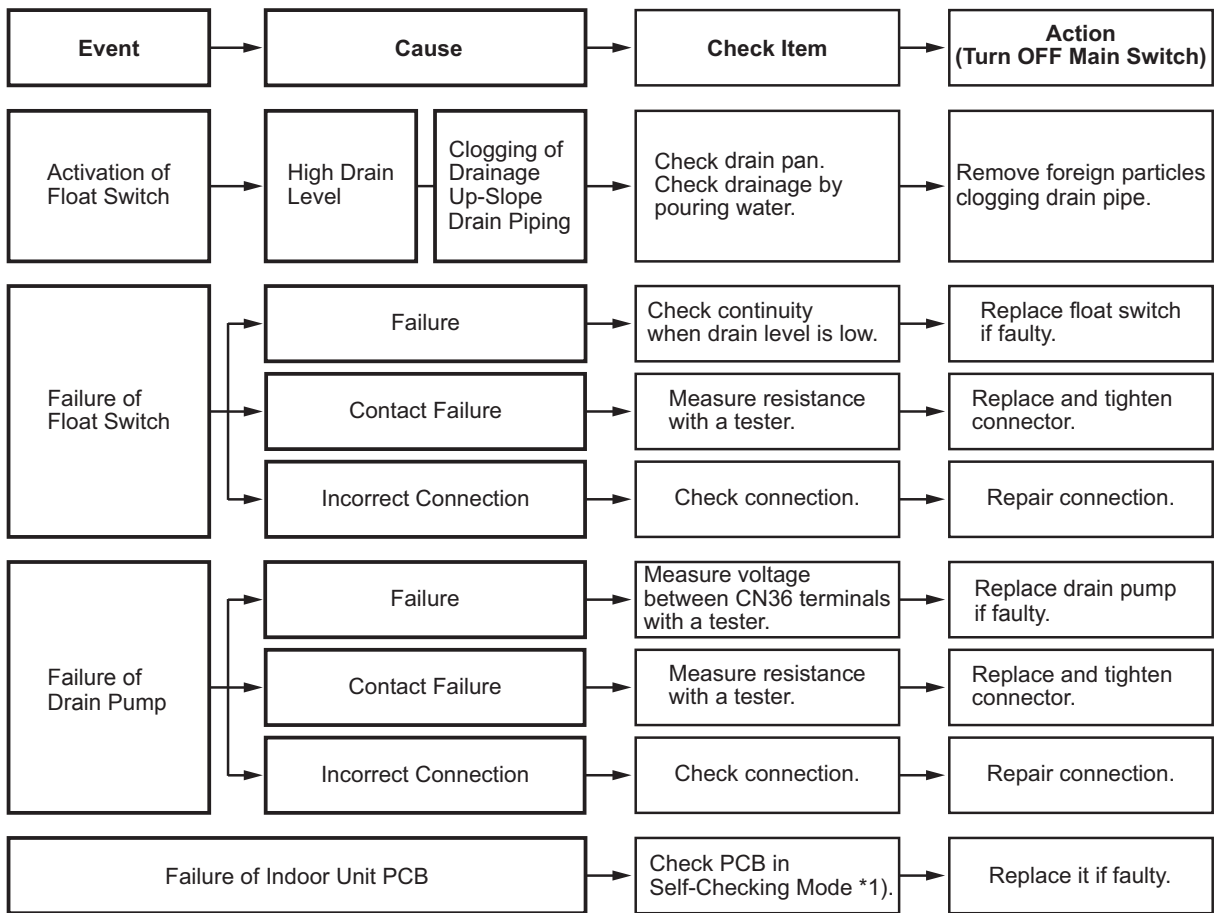 Event
Cause
Check Item
Action
(Turn OFF Main Switch)
Activation of
Float Switch
High Drain
Level
Clogging of
Drainage
Up-Slope
Drain Piping
Check drain pan.
Check drainage by
pouring water.
Remove foreign particles
clogging drain pipe.
Failure of
Float Switch
Failure
Check continuity
when drain level is low.
Replace float switch
if faulty.
Contact Failure
Measure resistance
with a tester.
Replace and tighten
connector.
Incorrect Connection
Check connection.
Repair connection.
Failure of
Drain Pump
Failure
Measure voltage
between CN36 terminals
with a tester.
Replace drain pump
if faulty.
Contact Failure
Measure resistance
with a tester.
Replace and tighten
connector.
Incorrect Connection
Check connection.
Repair connection.
Failure of Indoor Unit PCB
Check PCB in
Self-Checking Mode *1).
Replace it if faulty.